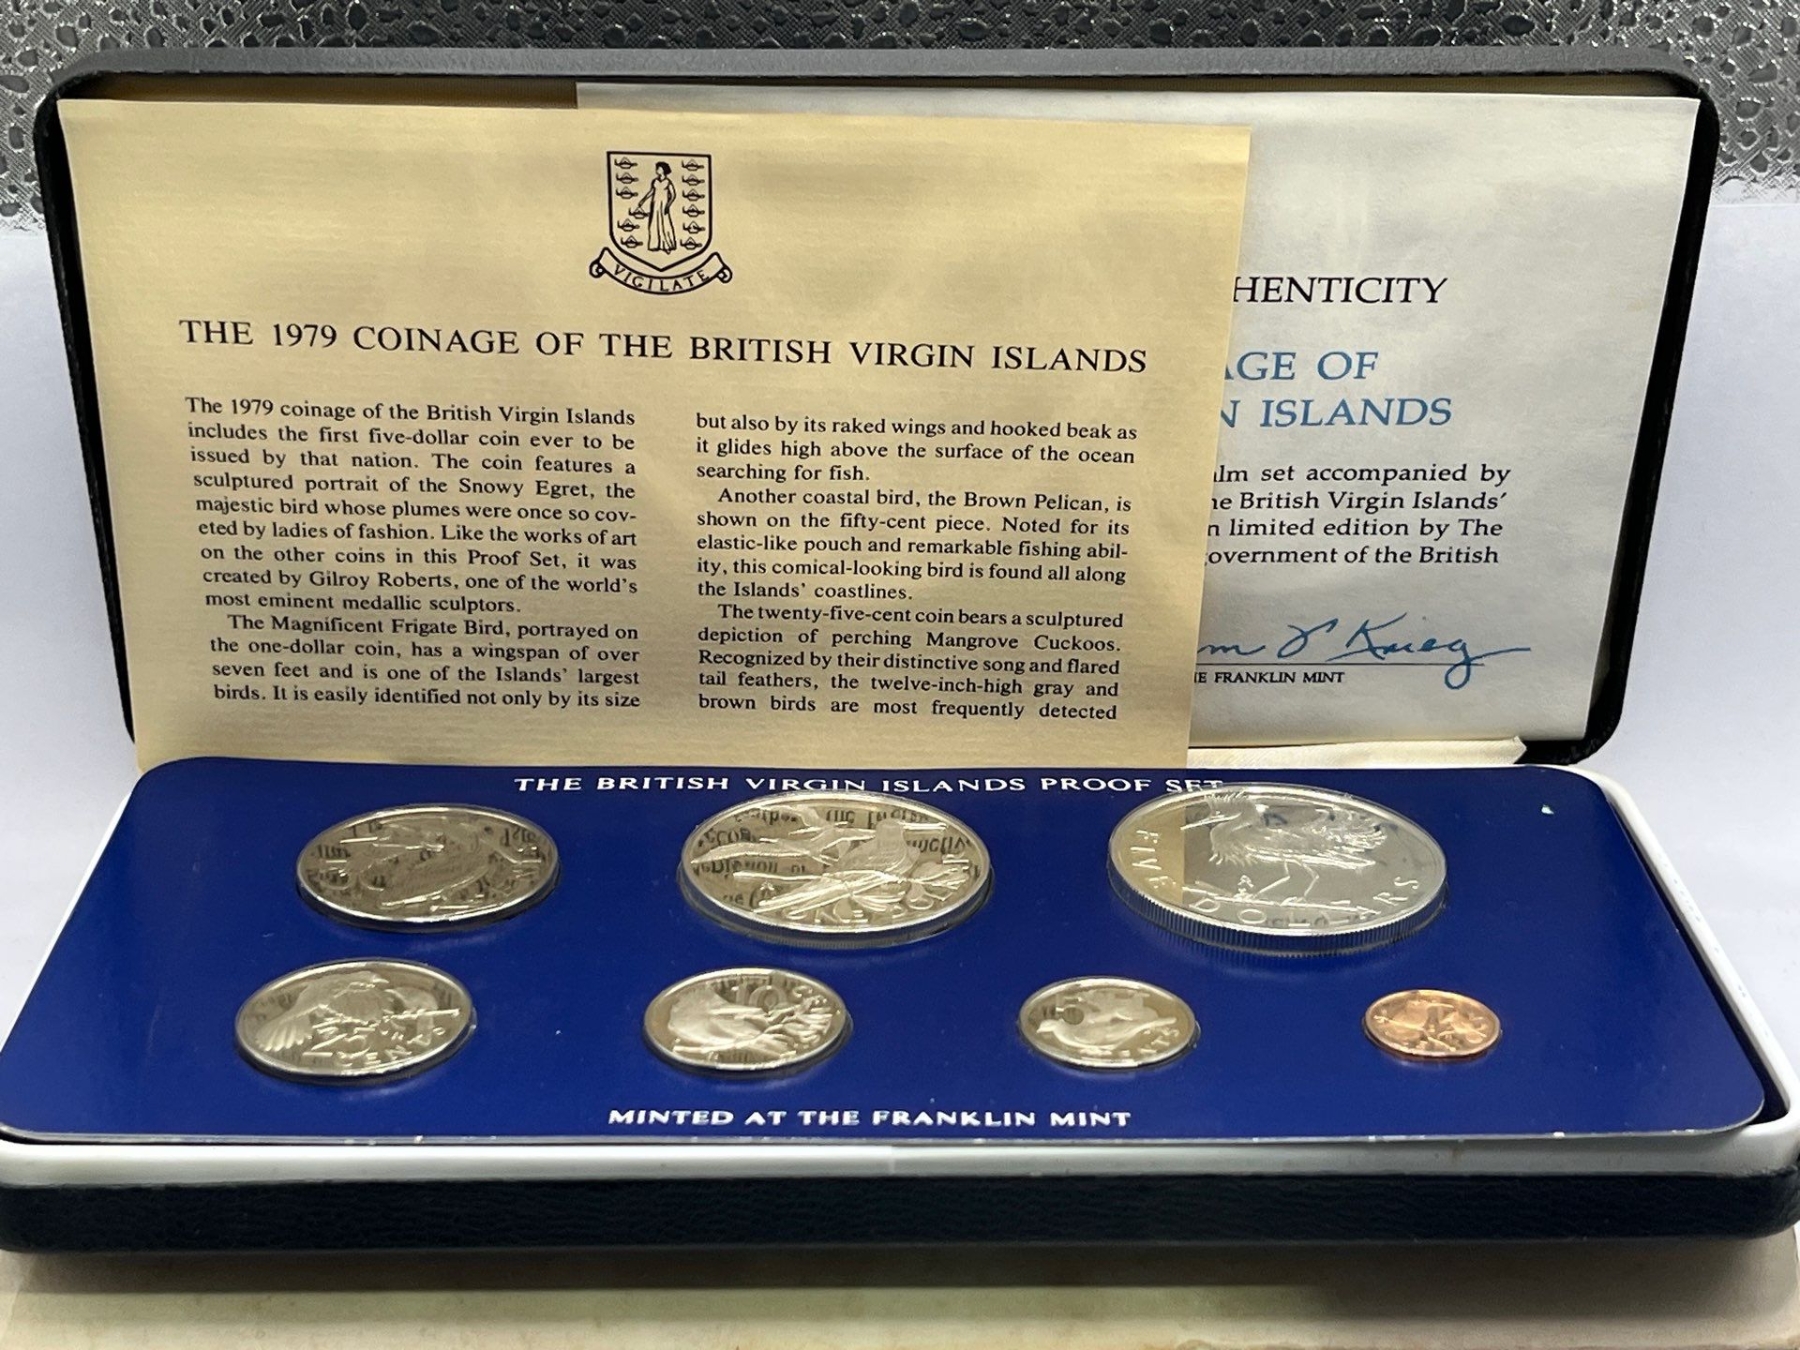 VIGILATE
THE 1979 COINAGE OF THE BRITISH VIRGIN ISLANDS
The 1979 coinage of the British Virgin Islands
includes the first five-dollar coin ever to be
issued by that nation. The coin features a
sculptured portrait of the Snowy Egret, the
majestic bird whose plumes were once so cov-
eted by ladies of fashion. Like the works of art
on the other coins in this Proof Set, it was
created by Gilroy Roberts, one of the world's
most eminent medallic sculptors.
The Magnificent Frigate Bird, portrayed on
the one-dollar coin, has a wingspan of over
seven feet and is one of the Islands' largest
birds. It is easily identified not only by its size
but also by its raked wings and hooked beak as
it glides high above the surface of the ocean
searching for fish.
Another coastal bird, the Brown Pelican, is
shown on the fifty-cent piece. Noted for its
elastic-like pouch and remarkable fishing abil-
ity, this comical-looking bird is found all along
the Islands' coastlines.
The twenty-five-cent coin bears a sculptured
depiction of perching Mangrove Cuckoos.
Recognized by their distinctive song and flared
tail feathers, the twelve-inch-high gray and
brown birds are most frequently detected
HENTICITY
GE OF
N ISLANDS
lm set accompanied by
he British Virgin Islands'
n limited edition by The
overnment of the British
E FRANKLIN MINT
THE BRITISH VIRGIN ISLANDS PROOF SET
ONE DOLLAR
FIVE DOLLARS
CENTS
10 CENTS
CENTS
MINTED AT THE FRANKLIN MINT